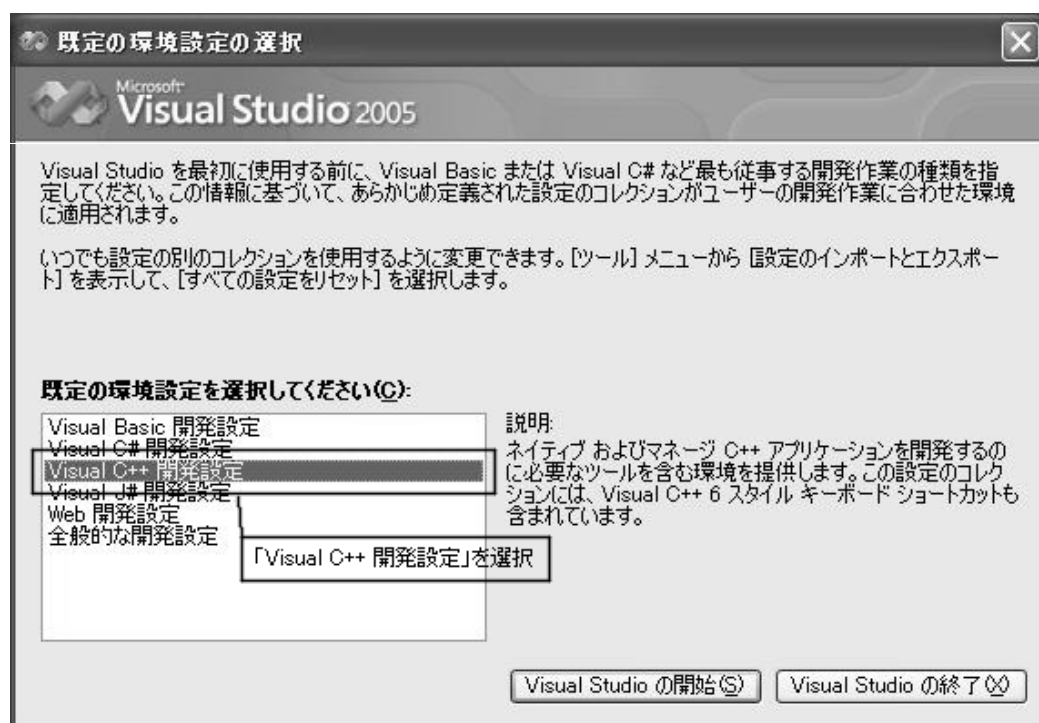 既定の環境設定の選択
Microsoft
Visual Studio 2005
Visual Studio を最初に使用する前に、Visual Basic または Visual C# など最も従事する開発作業の種類を指
定してください。この情報に基づいて、あらかじめ定義された設定のコレクションがユーザーの開発作業に合わせた環境
に適用されます。
いつでも設定の別のコレクションを使用するように変更できます。[ツール] メニューから [設定のインポートとエクスポー
ト] を表示して、[すべての設定をリセット] を選択します。
既定の環境設定を選択してください(C):
Visual Basic 開発設定
Visual C# 開発設定
Visual C++ 開発設定
Visual J# 開発設定
Web 開発設定
全般的な開発設定
「Visual C++ 開発設定」を選択
説明:
ネイティブ およびマネージ C++ アプリケーションを開発するの
に必要なツールを含む環境を提供します。この設定のコレク
ションには、Visual C++ 6 スタイル キーボード ショートカットも
含まれています。
Visual Studio の開始(S)
Visual Studio の終了(X)